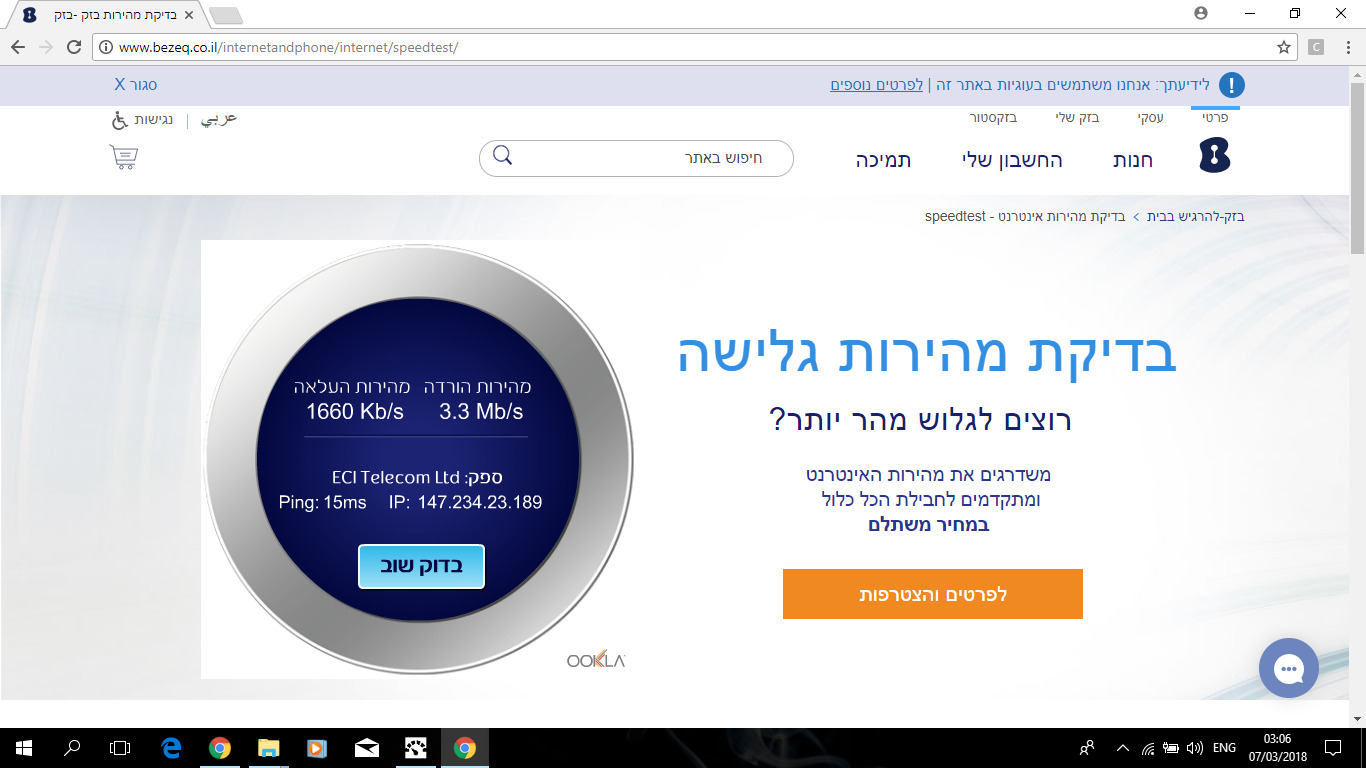 בדיקת מהירות בזק -בזק
www.bezeq.co.il/internetandphone/internet/speedtest/
C
לידיעתך: אנחנו משתמשים בעוגיות באתר זה | לפרטים נוספים
סגור X
פרטי
עסקי
בזק שלי
בזקסטור
عربي | נגישות
חנות
החשבון שלי
תמיכה
חיפוש באתר
בזק-להרגיש בבית > בדיקת מהירות אינטרנט - speedtest
בדיקת מהירות גלישה
רוצים לגלוש מהר יותר?
משדרגים את מהירות האינטרנט
ומתקדמים לחבילת הכל כלול
במחיר משתלם
לפרטים והצטרפות
מהירות הורדה
3.3 Mb/s
מהירות העלאה
1660 Kb/s
ספק: ECI Telecom Ltd
Ping: 15ms IP: 147.234.23.189
בדוק שוב
OOKLA
ENG
03:06
07/03/2018